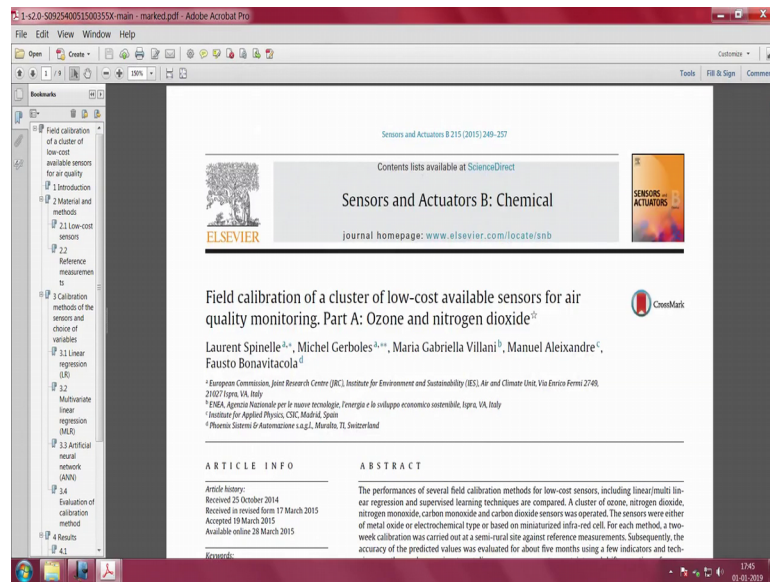 1-s2.0-S092540051500355X-main - marked.pdf - Adobe Acrobat Pro
File Edit View Window Help
Open Create
Customize
1 / 9 150%
Tools Fill & Sign Commen
Bookmarks
Field calibration
of a cluster of
low-cost
available sensors
for air quality
1 Introduction
2 Material and
methods
2.1 Low-cost
sensors
2.2
Reference
measuremen
ts
3 Calibration
methods of the
sensors and
choice of
variables
3.1 Linear
regression
(LR)
3.2
Multivariate
linear
regression
(MLR)
3.3 Artificial
neural
network
(ANN)
3.4
Evaluation of
calibration
method
4 Results
4.1
Sensors and Actuators B 215 (2015) 249–257
Contents lists available at ScienceDirect
Sensors and Actuators B: Chemical
journal homepage: www.elsevier.com/locate/snb
ELSEVIER
SENSORS and
ACTUATORS B
Field calibration of a cluster of low-cost available sensors for air
quality monitoring. Part A: Ozone and nitrogen dioxide☆
CrossMark
Laurent Spinelle a,*, Michel Gerboles a,**, Maria Gabriella Villani b, Manuel Aleixandre c,
Fausto Bonavitacola d
a European Commission, Joint Research Centre (JRC), Institute for Environment and Sustainability (IES), Air and Climate Unit, Via Enrico Fermi 2749,
21027 Ispra, VA, Italy
b ENEA, Agenzia Nazionale per le nuove tecnologie, l'energia e lo sviluppo economico sostenibile, Ispra, VA, Italy
c Institute for Applied Physics, CSIC, Madrid, Spain
d Phoenix Sistemi & Automazione s.a.g.l., Muralto, TI, Switzerland
ARTICLE INFO
Article history:
Received 25 October 2014
Received in revised form 17 March 2015
Accepted 19 March 2015
Available online 28 March 2015
Keywords:
ABSTRACT
The performances of several field calibration methods for low-cost sensors, including linear/multi lin-
ear regression and supervised learning techniques are compared. A cluster of ozone, nitrogen dioxide,
nitrogen monoxide, carbon monoxide and carbon dioxide sensors was operated. The sensors were either
of metal oxide or electrochemical type or based on miniaturized infra-red cell. For each method, a two-
week calibration was carried out at a semi-rural site against reference measurements. Subsequently, the
accuracy of the predicted values was evaluated for about five months using a few indicators and tech-
17:45
01-01-2019